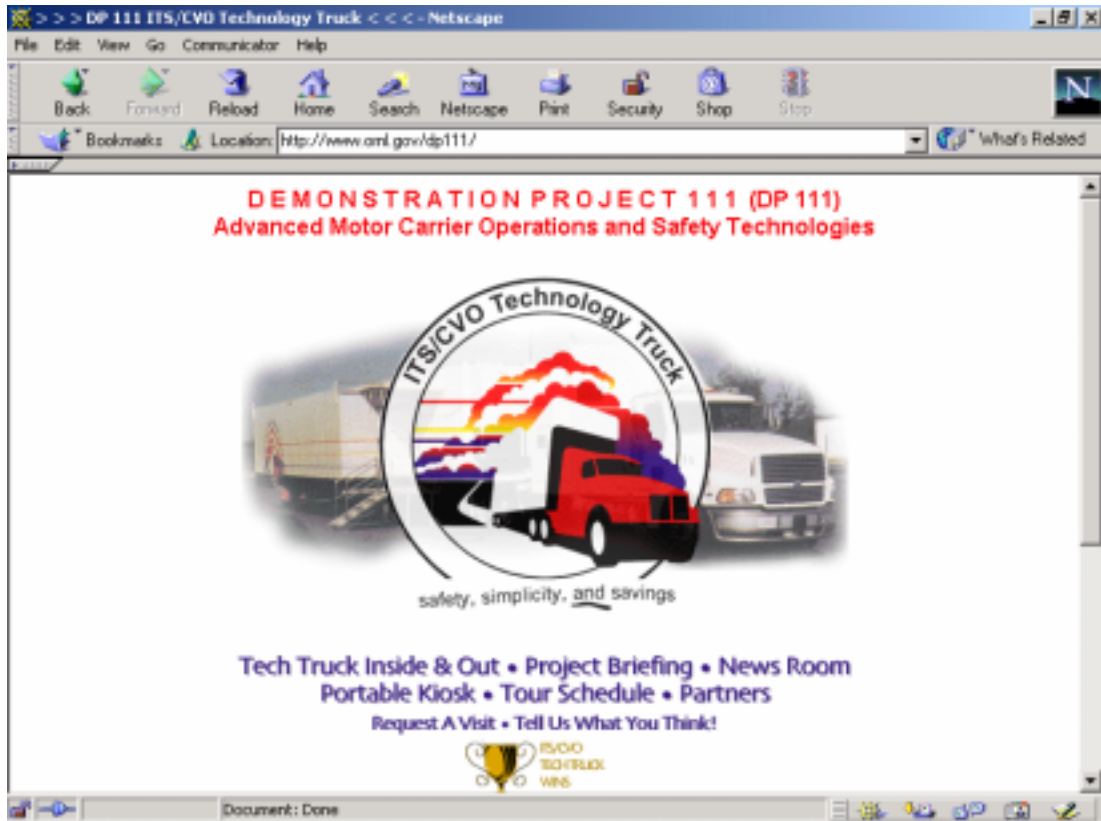 > > > DP 111 ITS/CVO Technology Truck < < < - Netscape
File Edit View Go Communicator Help
Back Forward Reload Home Search Netscape Print Security Shop Stop
N
Bookmarks Location: http://www.ornl.gov/dp111/ What's Related
DEMONSTRATION PROJECT 111 (DP 111)
Advanced Motor Carrier Operations and Safety Technologies
ITS/CVO Technology Truck
safety, simplicity, and savings
Tech Truck Inside & Out • Project Briefing • News Room
Portable Kiosk • Tour Schedule • Partners
Request A Visit • Tell Us What You Think!
ITS/CVO
TECH TRUCK
WINS
Document: Done